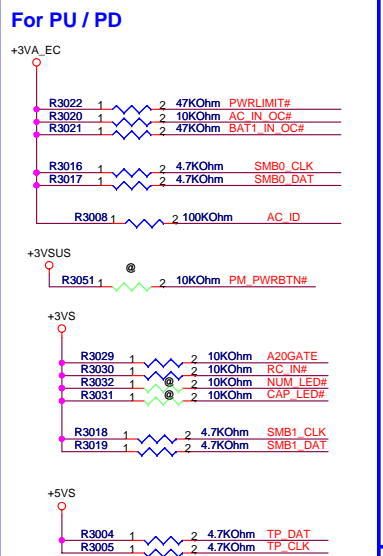 For PU / PD
+3VA_EC
R3022 1 2 47KOhm PWRLIMIT#
R3020 1 2 10KOhm AC_IN_OC#
R3021 1 2 47KOhm BAT1_IN_OC#
R3016 1 2 4.7KOhm SMB0_CLK
R3017 1 2 4.7KOhm SMB0_DAT
R3008 1 2 100KOhm AC_ID
+3VSUS
@
R3051 1 2 10KOhm PM_PWRBTN#
+3VS
R3029 1 2 10KOhm A20GATE
R3030 1 2 10KOhm RC_IN#
R3032 1 @ 2 10KOhm NUM_LED#
R3031 1 @ 2 10KOhm CAP_LED#
R3018 1 2 4.7KOhm SMB1_CLK
R3019 1 2 4.7KOhm SMB1_DAT
+5VS
R3004 1 2 4.7KOhm TP_DAT
R3005 1 2 4.7KOhm TP_CLK